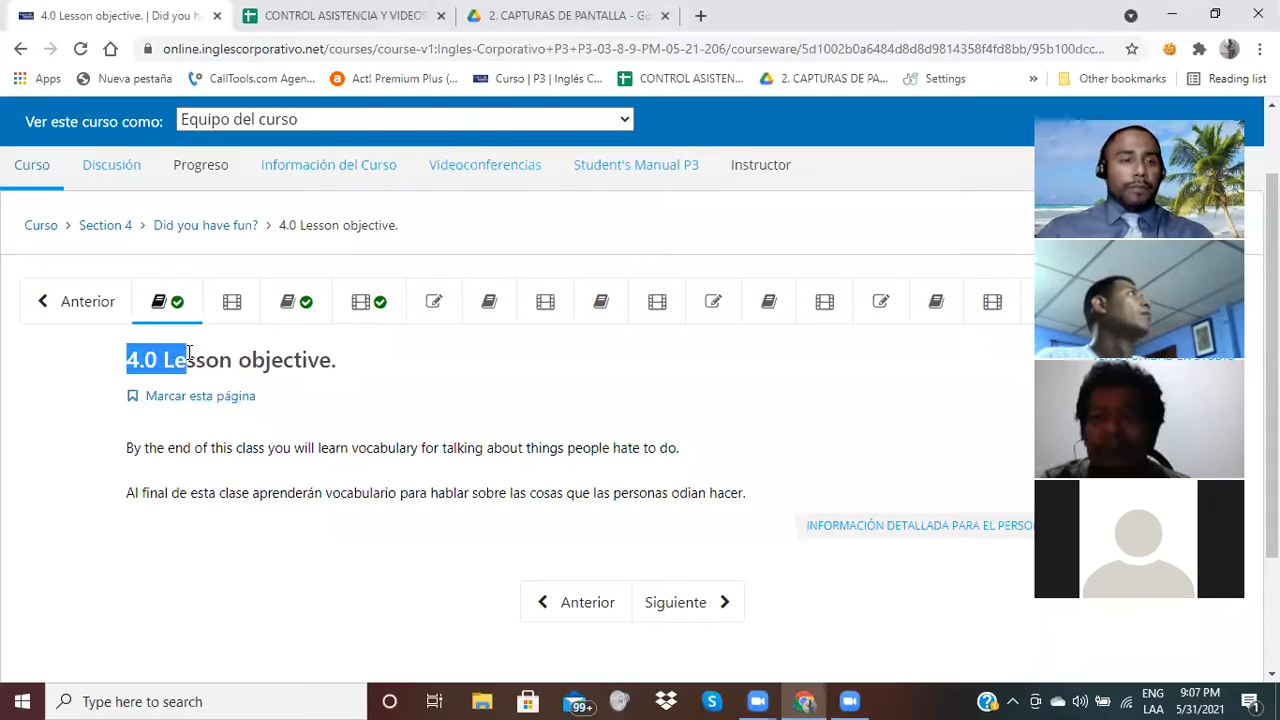 4.0 Lesson objective. | Did you h
CONTROL ASISTENCIA Y VIDEOS
2. CAPTURAS DE PANTALLA - Go
online.inglescorporativo.net/courses/course-v1:Ingles-Corporativo+P3+P3-03-8-9-PM-05-21-206/courseware/5d1002b0a6484d8d8d9814358f4fd8bb/95b100dcc...
Apps
Nueva pestaña
CallTools.com Agen...
Act! Premium Plus (...
Curso | P3 | Inglés C...
CONTROL ASISTEN...
2. CAPTURAS DE PA...
Settings
»
Other bookmarks
Reading list
Ver este curso como:
Equipo del curso
Curso
Discusión
Progreso
Información del Curso
Videoconferencias
Student's Manual P3
Instructor
Curso > Section 4 > Did you have fun? > 4.0 Lesson objective.
Anterior
4.0 Lesson objective.
Marcar esta página
By the end of this class you will learn vocabulary for talking about things people hate to do.
Al final de esta clase aprenderán vocabulario para hablar sobre las cosas que las personas odian hacer.
INFORMACIÓN DETALLADA PARA EL PERSO
Anterior
Siguiente
Type here to search
99+
ENG
LAA
9:07 PM
5/31/2021
1